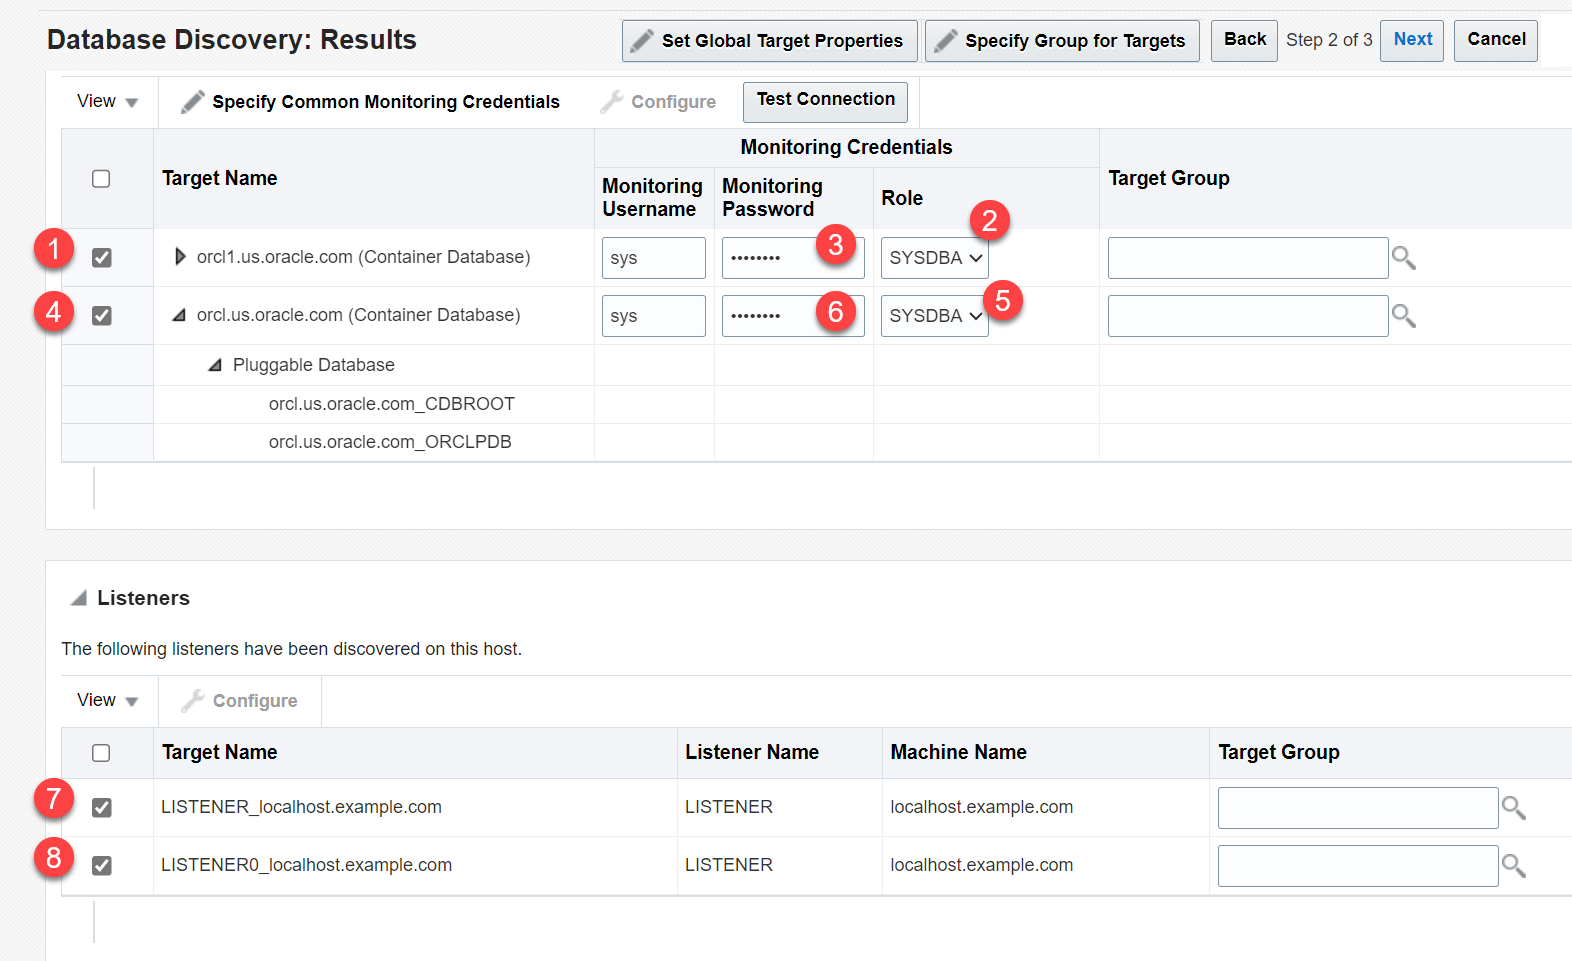 Database Discovery: Results
Set Global Target Properties
Specify Group for Targets
Back
Step 2 of 3
Next
Cancel
View
Specify Common Monitoring Credentials
Configure
Test Connection
Target Name
Monitoring Credentials
Monitoring Username
Monitoring Password
Role
Target Group
2
1
orcl1.us.oracle.com (Container Database)
sys
••••••••
3
SYSDBA
4
orcl.us.oracle.com (Container Database)
sys
••••••••
6
SYSDBA
5
Pluggable Database
orcl.us.oracle.com_CDBROOT
orcl.us.oracle.com_ORCLPDB
Listeners
The following listeners have been discovered on this host.
View
Configure
Target Name
Listener Name
Machine Name
Target Group
7
LISTENER_localhost.example.com
LISTENER
localhost.example.com
8
LISTENER0_localhost.example.com
LISTENER
localhost.example.com